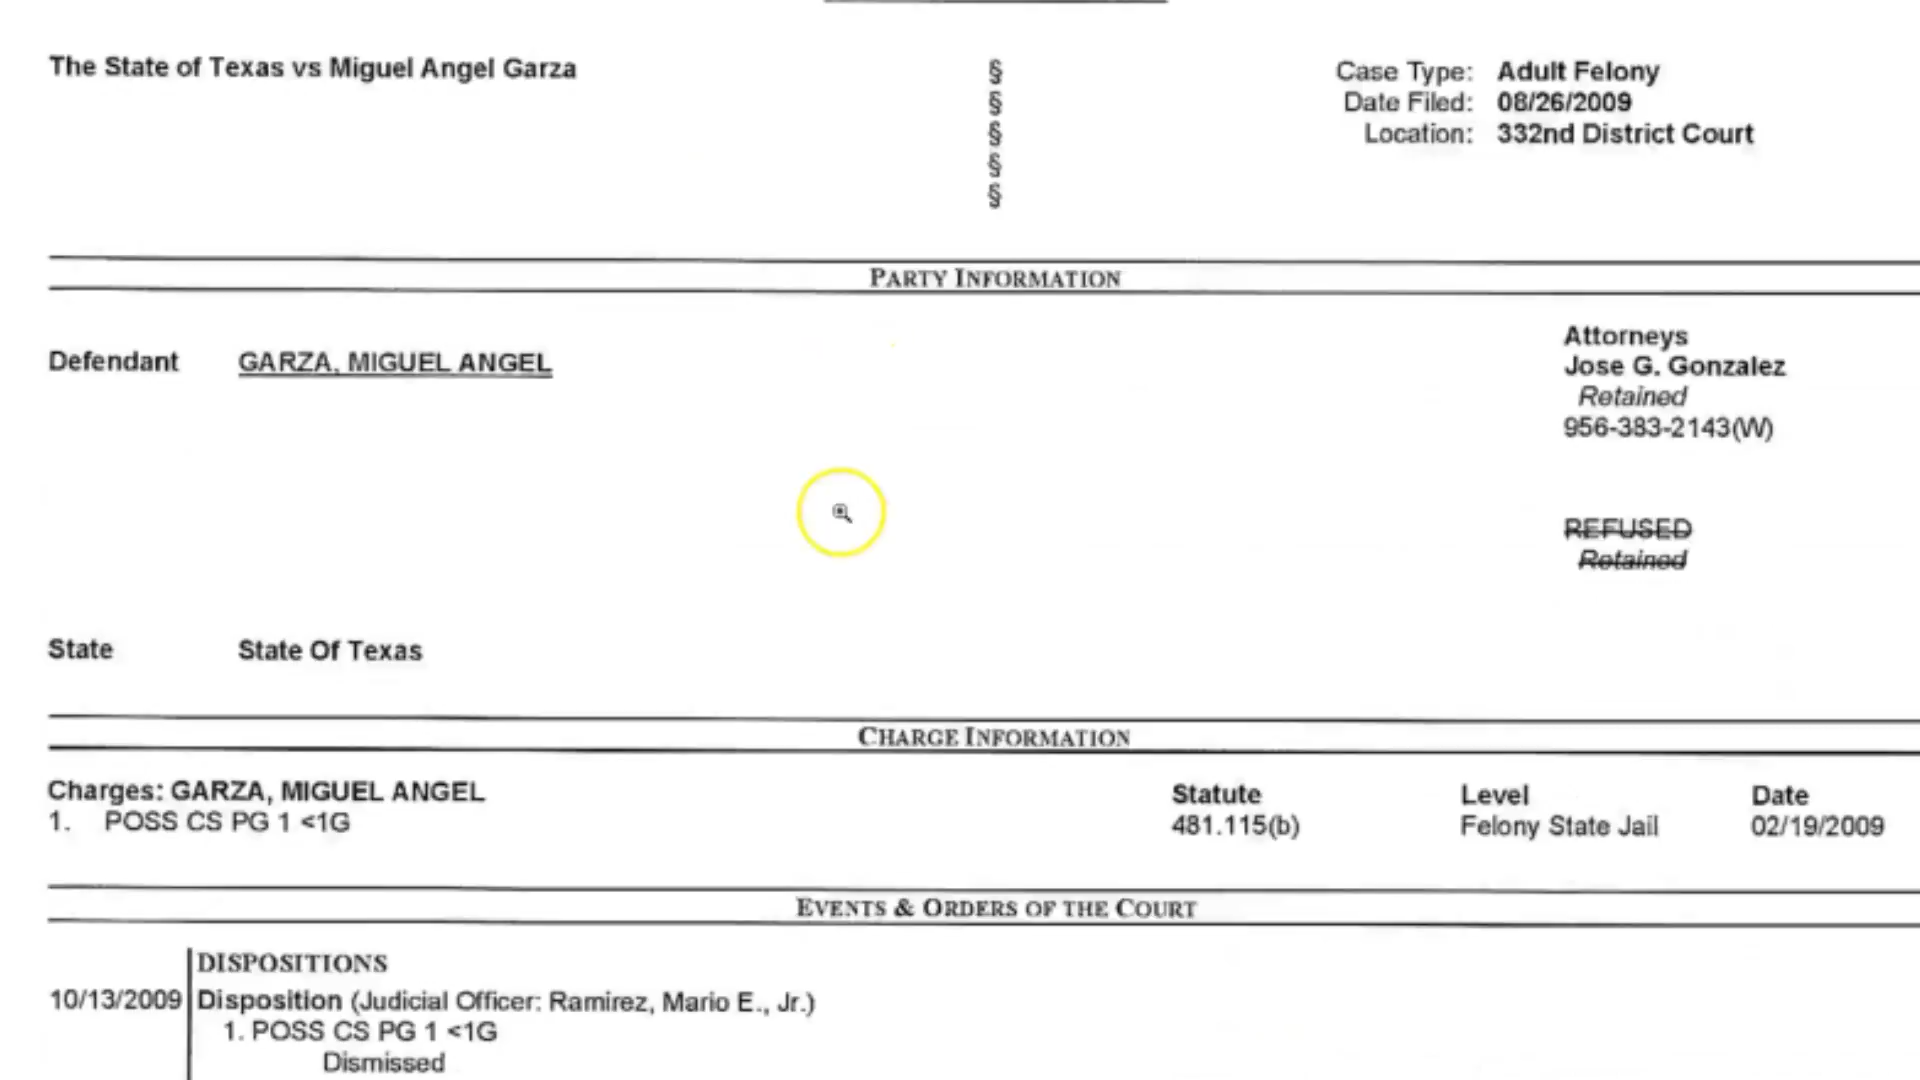 The State of Texas vs Miguel Angel Garza
§
§
§
§
§
Case Type: Adult Felony
Date Filed: 08/26/2009
Location: 332nd District Court
PARTY INFORMATION
Attorneys
Defendant GARZA, MIGUEL ANGEL
Jose G. Gonzalez
Retained
956-383-2143(W)
REFUSED
Retained
State State Of Texas
CHARGE INFORMATION
Charges: GARZA, MIGUEL ANGEL Statute Level Date
1. POSS CS PG 1 <1G 481.115(b) Felony State Jail 02/19/2009
EVENTS & ORDERS OF THE COURT
DISPOSITIONS
10/13/2009 Disposition (Judicial Officer: Ramirez, Mario E., Jr.)
1. POSS CS PG 1 <1G
Dismissed